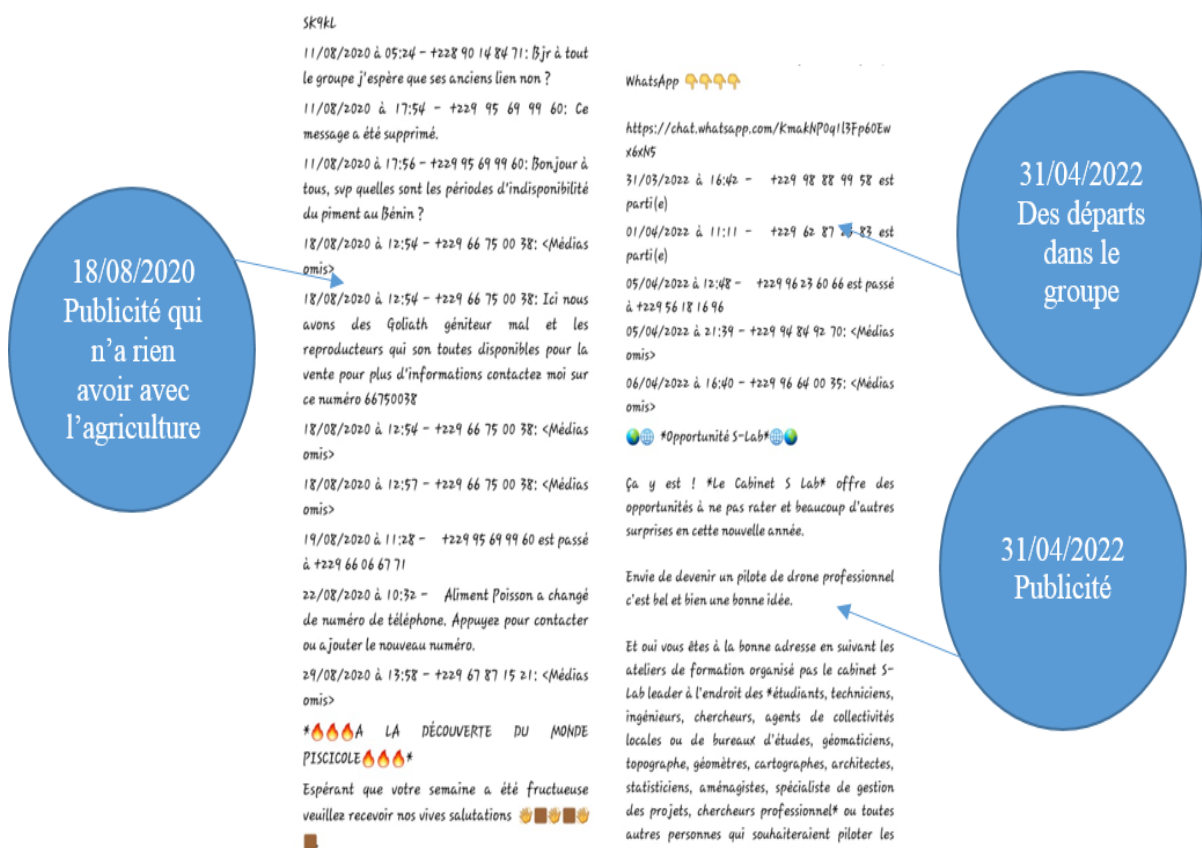 SK9kL
11/08/2020 à 05:24 – +228 90 14 84 71: Bjr à tout
le groupe j'espère que ses anciens lien non ?
11/08/2020 à 17:54 – +229 95 69 99 60: Ce
message a été supprimé.
11/08/2020 à 17:56 – +229 95 69 99 60: Bonjour à
tous, svp quelles sont les périodes d'indisponibilité
du piment au Bénin ?
18/08/2020 à 12:54 – +229 66 75 00 38: <Médias
omis>
18/08/2020 à 12:54 – +229 66 75 00 38: Ici nous
avons des Goliath géniteur mal et les
reproducteurs qui son toutes disponibles pour la
vente pour plus d'informations contactez moi sur
ce numéro 66750038
18/08/2020 à 12:54 – +229 66 75 00 38: <Médias
omis>
18/08/2020 à 12:57 – +229 66 75 00 38: <Médias
omis>
19/08/2020 à 11:28 – +229 95 69 99 60 est passé
à +229 66 06 67 71
22/08/2020 à 10:32 – Aliment Poisson a changé
de numéro de téléphone. Appuyez pour contacter
ou ajouter le nouveau numéro.
29/08/2020 à 13:58 – +229 67 87 15 21: <Médias
omis>
*🔥🔥🔥A LA DÉCOUVERTE DU MONDE
PISCICOLE🔥🔥🔥*
Espérant que votre semaine a été fructueuse
veuillez recevoir nos vives salutations 👋🏾👋🏾👋
18/08/2020
Publicité qui
n'a rien
avoir avec
l'agriculture
WhatsApp 👇👇👇👇
https://chat.whatsapp.com/KmakNP0q1l3Fp60Ew
x6xN5
31/03/2022 à 16:42 – +229 98 88 99 58 est
parti(e)
01/04/2022 à 11:11 – +229 62 87 83 est
parti(e)
05/04/2022 à 12:48 – +229 96 23 60 66 est passé
à +229 56 18 16 96
05/04/2022 à 21:39 – +229 94 84 92 70: <Médias
omis>
06/04/2022 à 16:40 – +229 96 64 00 35: <Médias
omis>
🌍🌐 *Opportunité S-Lab*🌐🌍
Ça y est ! *Le Cabinet S Lab* offre des
opportunités à ne pas rater et beaucoup d'autres
surprises en cette nouvelle année.
Envie de devenir un pilote de drone professionnel
c'est bel et bien une bonne idée.
Et oui vous êtes à la bonne adresse en suivant les
ateliers de formation organisé pas le cabinet S-
Lab leader à l'endroit des *étudiants, techniciens,
ingénieurs, chercheurs, agents de collectivités
locales ou de bureaux d'études, géomaticiens,
topographe, géomètres, cartographes, architectes,
statisticiens, aménagistes, spécialiste de gestion
des projets, chercheurs professionnel* ou toutes
autres personnes qui souhaiteraient piloter les
31/04/2022
Des départs
dans le
groupe
31/04/2022
Publicité